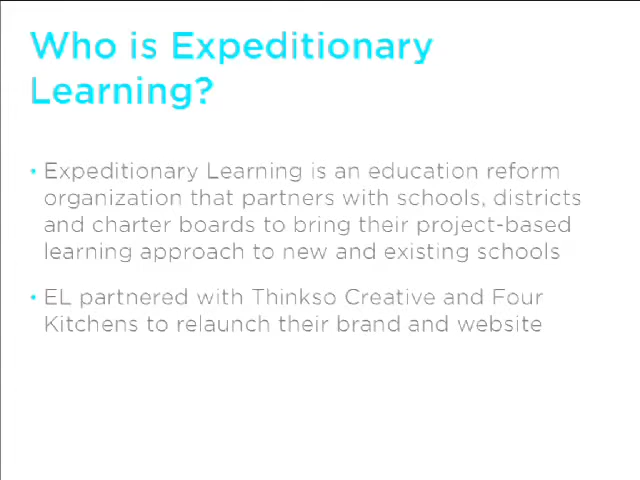 Who is Expeditionary
Learning?
• Expeditionary Learning is an education reform
organization that partners with schools, districts
and charter boards to bring their project-based
learning approach to new and existing schools
• EL partnered with Thinkso Creative and Four
Kitchens to relaunch their brand and website